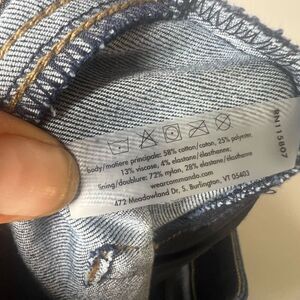 body/matiere principale: 58% cotton/coton, 25% polyester,
13% viscose, 4% elastane/élasthanne.
lining/doublure: 72% nylon, 28% elastane/élasthanne.
wearcommando.com
472 Meadowland Dr, S. Burlington, VT 05403
RN115807